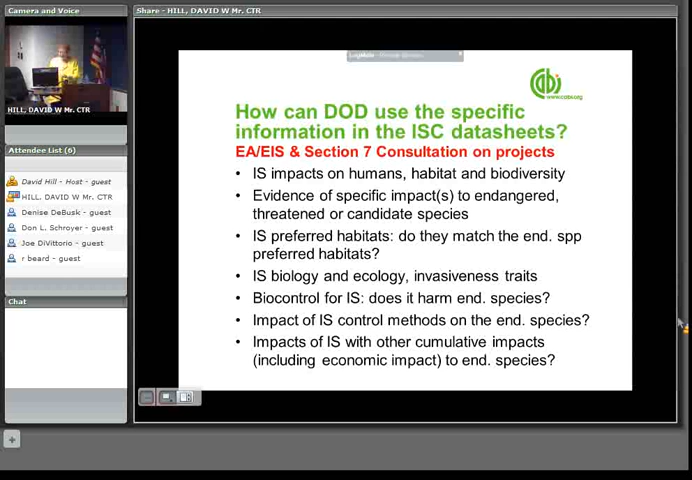 Camera and Voice
HILL, DAVID W Mr. CTR
Attendee List (6)
David Hill - Host - guest
HILL. DAVID W Mr. CTR
Denise DeBusk - guest
Don L. Schroyer - guest
Joe DiVittorio - guest
r beard - guest
Chat
Share - HILL, DAVID W Mr. CTR
cabi
www.cabi.org
How can DOD use the specific
information in the ISC datasheets?
EA/EIS & Section 7 Consultation on projects
• IS impacts on humans, habitat and biodiversity
• Evidence of specific impact(s) to endangered,
threatened or candidate species
• IS preferred habitats: do they match the end. spp
preferred habitats?
• IS biology and ecology, invasiveness traits
• Biocontrol for IS: does it harm end. species?
• Impact of IS control methods on the end. species?
• Impacts of IS with other cumulative impacts
(including economic impact) to end. species?